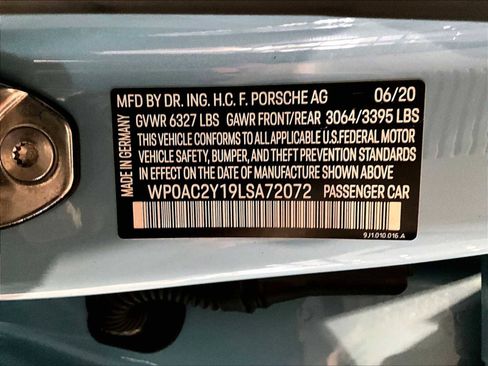 MFD BY DR. ING. H.C. F. PORSCHE AG 06/20
GVWR 6327 LBS GAWR FRONT/REAR 3064/3395 LBS
THIS VEHICLE CONFORMS TO ALL APPLICABLE U.S.FEDERAL MOTOR
VEHICLE SAFETY, BUMPER, AND THEFT PREVENTION STANDARDS
IN EFFECT ON THE DATE OF MANUFACTURE SHOWN ABOVE
WP0AC2Y19LSA72072 PASSENGER CAR
9J1.010.016 A
MADE IN GERMANY